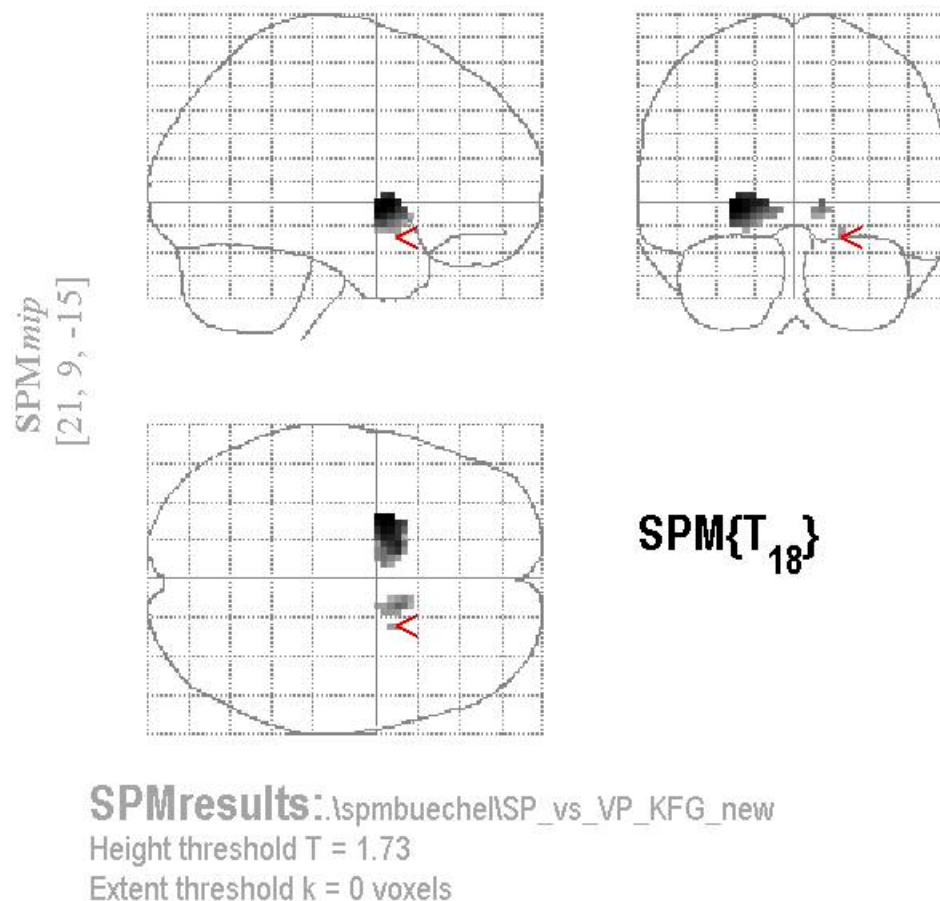 SPMmip
[21, 9, -15]
<
<
<
SPM{T18}
SPMresults: .\spmbuechel\SP_vs_VP_KFG_new
Height threshold T = 1.73
Extent threshold k = 0 voxels